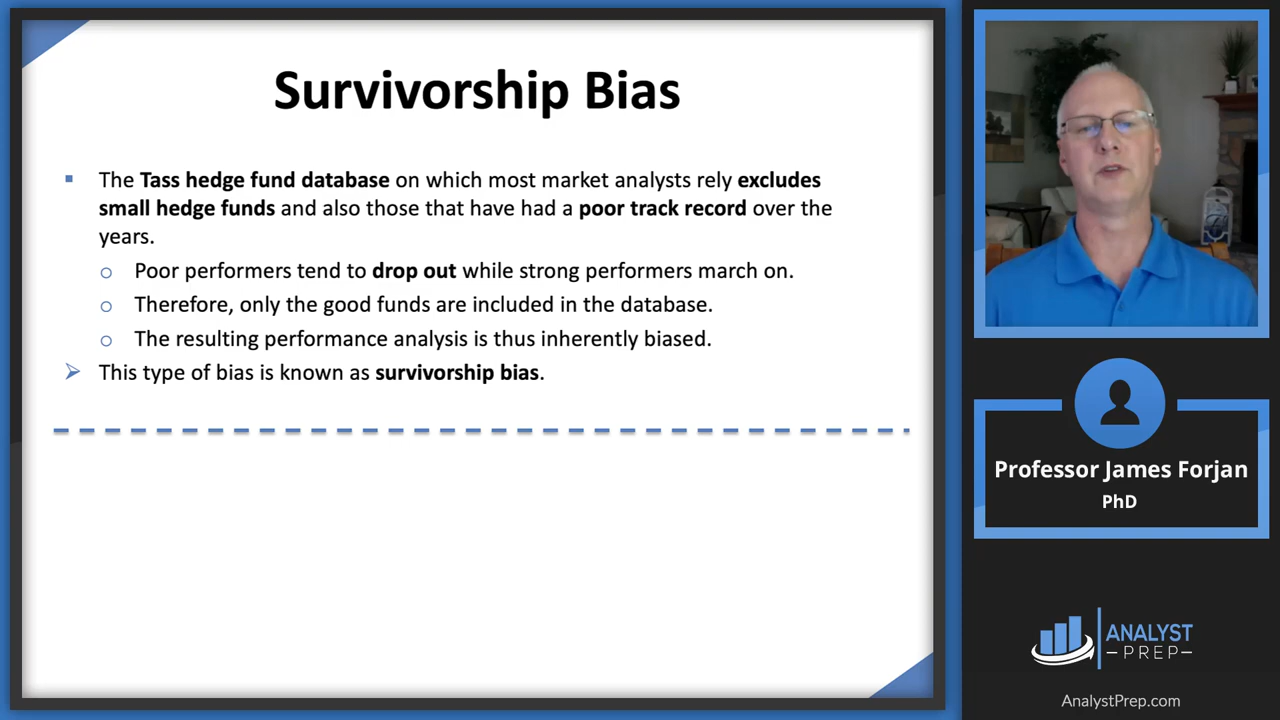 Survivorship Bias
▪ The Tass hedge fund database on which most market analysts rely excludes
small hedge funds and also those that have had a poor track record over the
years.
o Poor performers tend to drop out while strong performers march on.
o Therefore, only the good funds are included in the database.
o The resulting performance analysis is thus inherently biased.
➢ This type of bias is known as survivorship bias.
Professor James Forjan
PhD
ANALYST
–PREP–
AnalystPrep.com